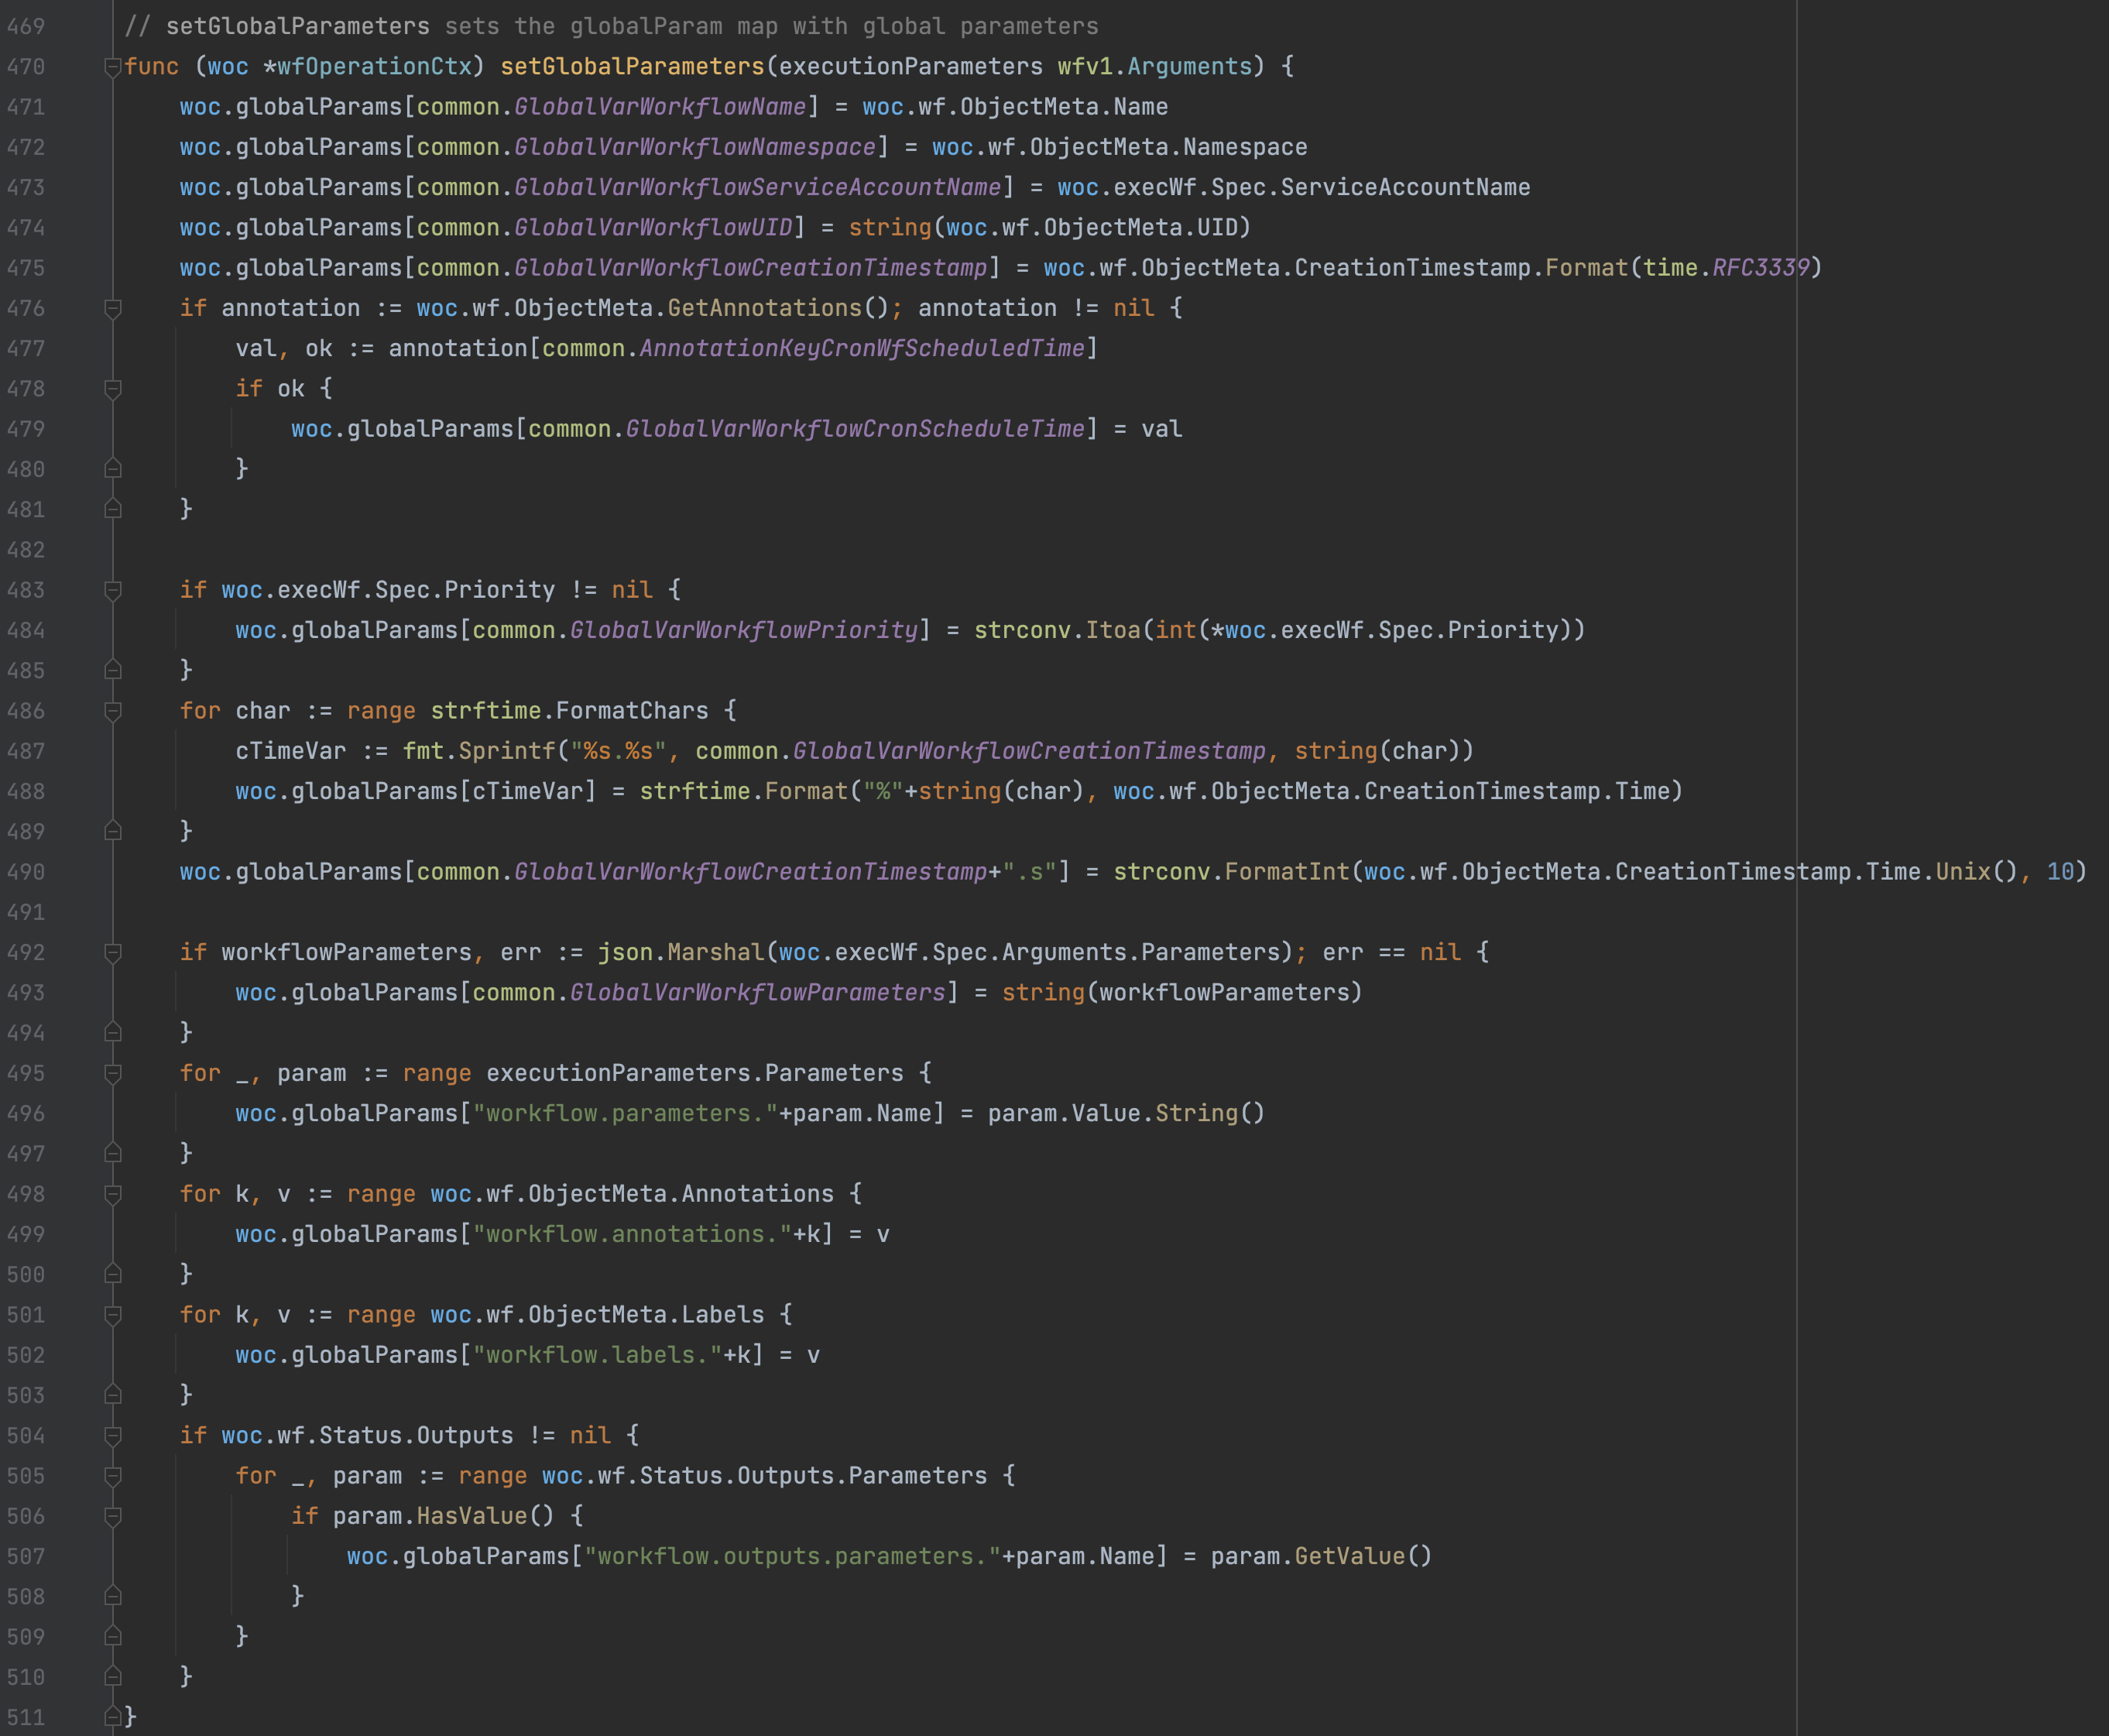 469 // setGlobalParameters sets the globalParam map with global parameters
470 func (woc *wfOperationCtx) setGlobalParameters(executionParameters wfv1.Arguments) {
471     woc.globalParams[common.GlobalVarWorkflowName] = woc.wf.ObjectMeta.Name
472     woc.globalParams[common.GlobalVarWorkflowNamespace] = woc.wf.ObjectMeta.Namespace
473     woc.globalParams[common.GlobalVarWorkflowServiceAccountName] = woc.execWf.Spec.ServiceAccountName
474     woc.globalParams[common.GlobalVarWorkflowUID] = string(woc.wf.ObjectMeta.UID)
475     woc.globalParams[common.GlobalVarWorkflowCreationTimestamp] = woc.wf.ObjectMeta.CreationTimestamp.Format(time.RFC3339)
476     if annotation := woc.wf.ObjectMeta.GetAnnotations(); annotation != nil {
477         val, ok := annotation[common.AnnotationKeyCronWfScheduledTime]
478         if ok {
479             woc.globalParams[common.GlobalVarWorkflowCronScheduleTime] = val
480         }
481     }
482
483     if woc.execWf.Spec.Priority != nil {
484         woc.globalParams[common.GlobalVarWorkflowPriority] = strconv.Itoa(int(*woc.execWf.Spec.Priority))
485     }
486     for char := range strftime.FormatChars {
487         cTimeVar := fmt.Sprintf("%s.%s", common.GlobalVarWorkflowCreationTimestamp, string(char))
488         woc.globalParams[cTimeVar] = strftime.Format("%"+string(char), woc.wf.ObjectMeta.CreationTimestamp.Time)
489     }
490     woc.globalParams[common.GlobalVarWorkflowCreationTimestamp+".s"] = strconv.FormatInt(woc.wf.ObjectMeta.CreationTimestamp.Time.Unix(), 10)
491
492     if workflowParameters, err := json.Marshal(woc.execWf.Spec.Arguments.Parameters); err == nil {
493         woc.globalParams[common.GlobalVarWorkflowParameters] = string(workflowParameters)
494     }
495     for _, param := range executionParameters.Parameters {
496         woc.globalParams["workflow.parameters."+param.Name] = param.Value.String()
497     }
498     for k, v := range woc.wf.ObjectMeta.Annotations {
499         woc.globalParams["workflow.annotations."+k] = v
500     }
501     for k, v := range woc.wf.ObjectMeta.Labels {
502         woc.globalParams["workflow.labels."+k] = v
503     }
504     if woc.wf.Status.Outputs != nil {
505         for _, param := range woc.wf.Status.Outputs.Parameters {
506             if param.HasValue() {
507                 woc.globalParams["workflow.outputs.parameters."+param.Name] = param.GetValue()
508             }
509         }
510     }
511 }